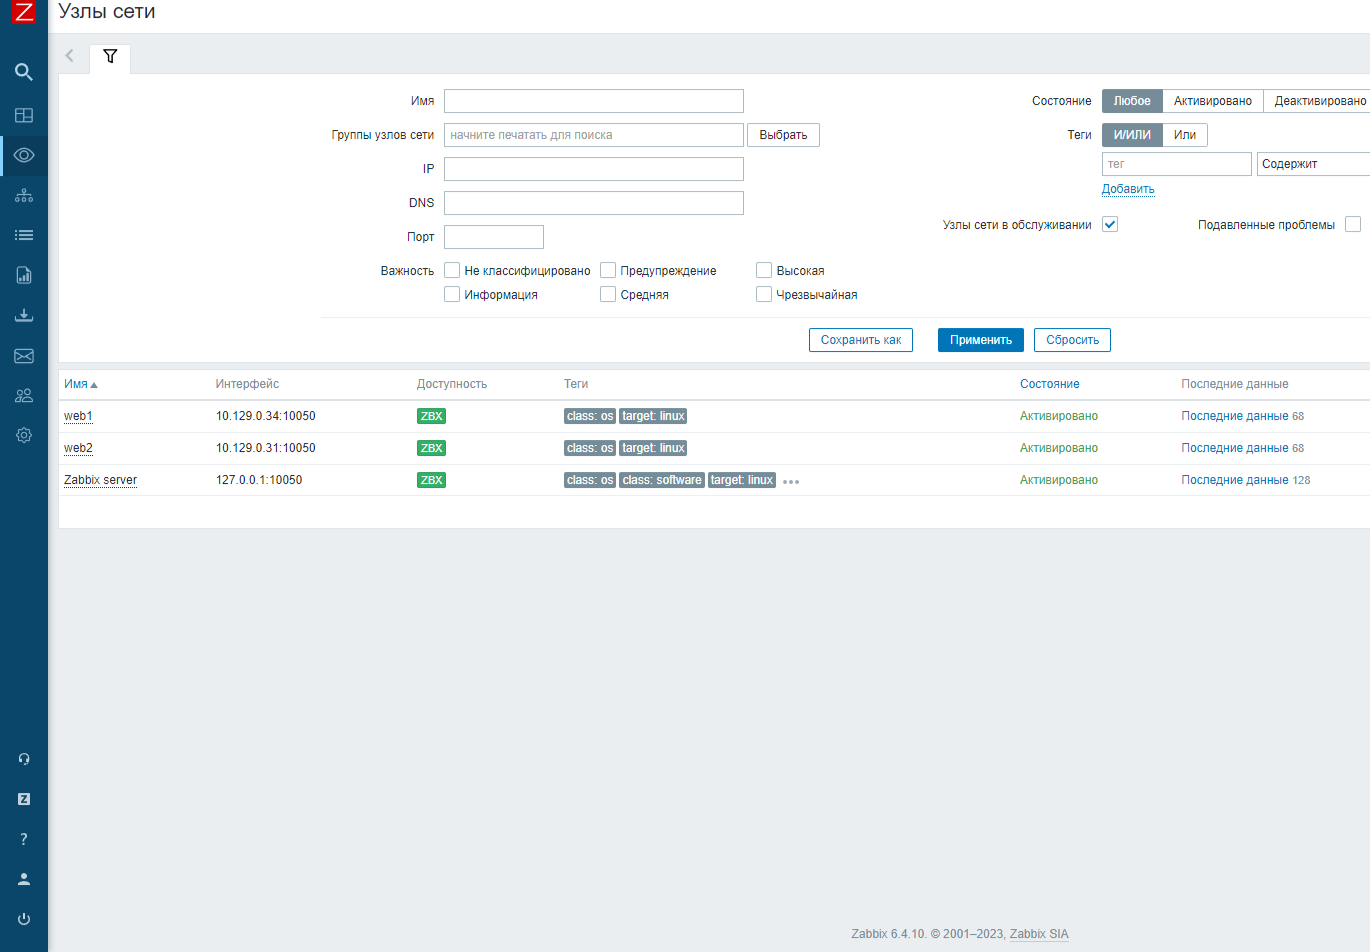 Z
Узлы сети
Имя
Состояние Любое Активировано Деактивировано
Группы узлов сети начните печатать для поиска Выбрать
Теги И/ИЛИ Или
IP
тег Содержит
Добавить
DNS
Узлы сети в обслуживании Подавленные проблемы
Порт
Важность Не классифицировано Предупреждение Высокая
Информация Средняя Чрезвычайная
Сохранить как Применить Сбросить
Имя Интерфейс Доступность Теги Состояние Последние данные
web1 10.129.0.34:10050 ZBX class: os target: linux Активировано Последние данные 68
web2 10.129.0.31:10050 ZBX class: os target: linux Активировано Последние данные 68
Zabbix server 127.0.0.1:10050 ZBX class: os class: software target: linux ••• Активировано Последние данные 128
Z
?
Zabbix 6.4.10. © 2001–2023, Zabbix SIA